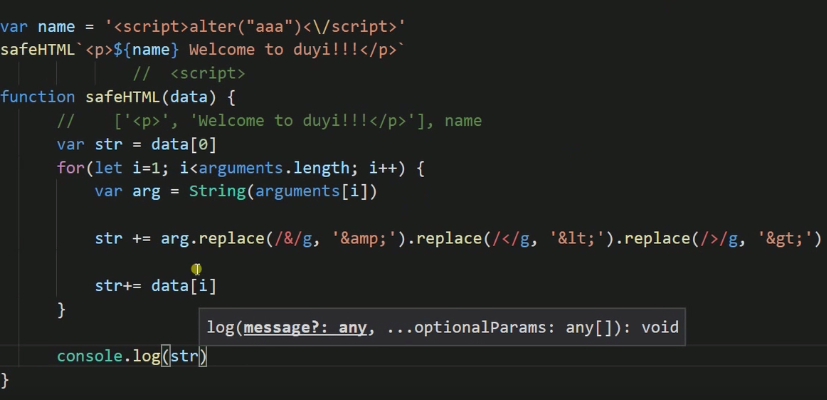 var name = '<script>alter("aaa")<\/script>'
safeHTML`<p>${name} Welcome to duyi!!!</p>`
// <script>
function safeHTML(data) {
// ['<p>', 'Welcome to duyi!!!</p>'], name
var str = data[0]
for(let i=1; i<arguments.length; i++) {
var arg = String(arguments[i])
str += arg.replace(/&/g, '&amp;').replace(/</g, '&lt;').replace(/>/g, '&gt;')
str+= data[i]
}
log(message?: any, ...optionalParams: any[]): void
console.log(str)
}